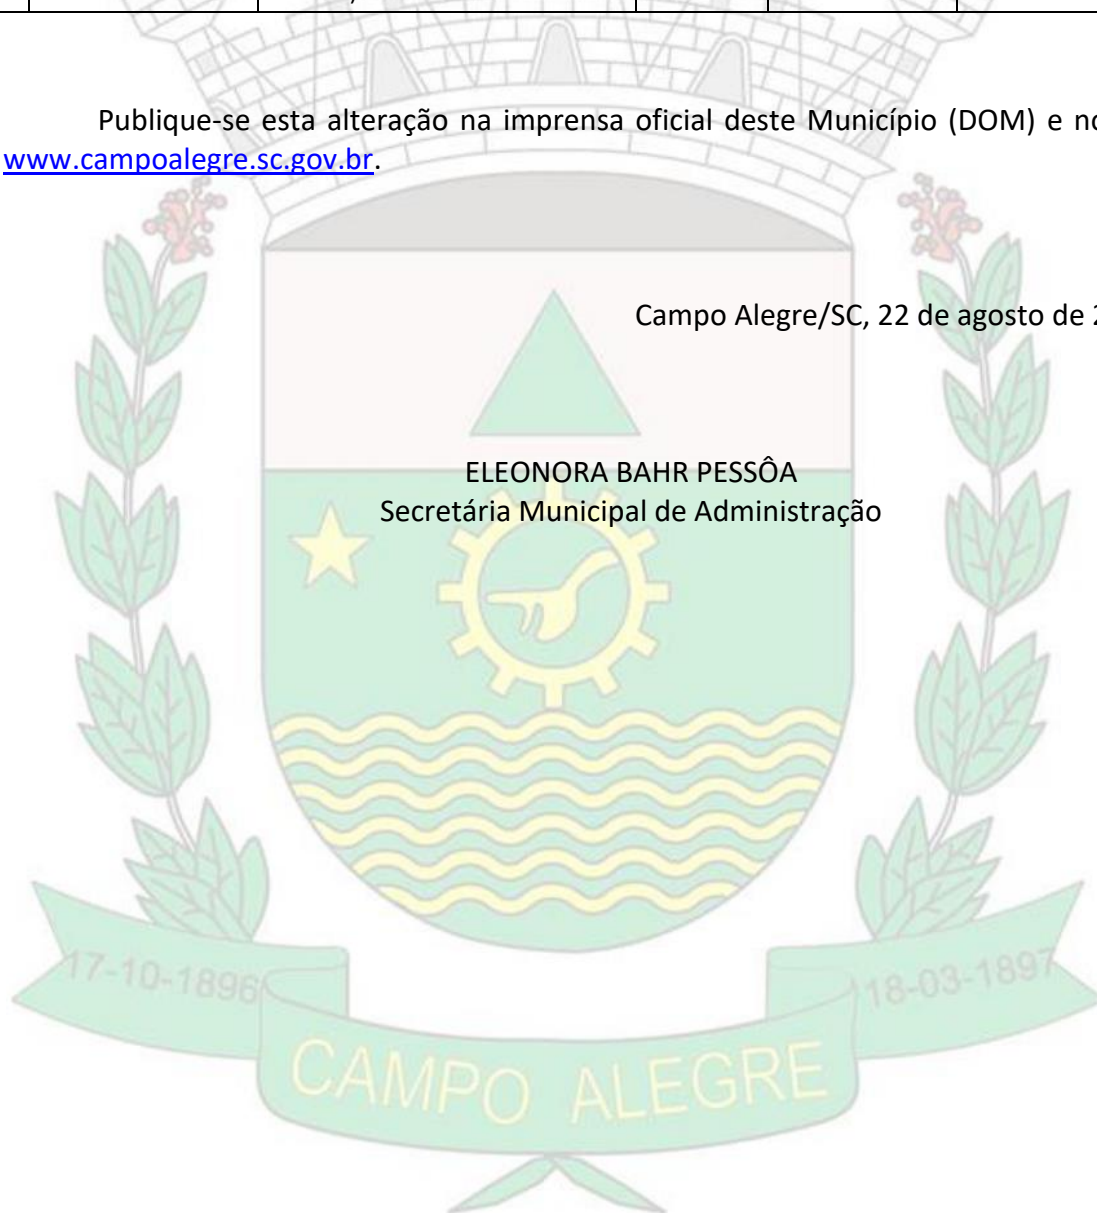 Publique-se esta alteração na imprensa oficial deste Município (DOM) e
www.campoalegre.sc.gov.br.
Campo Alegre/SC, 22 de agosto de
ELEONORA BAHR PESSÔA
Secretária Municipal de Administração
17-10-1896
18-03-1897
CAMPO ALEGRE